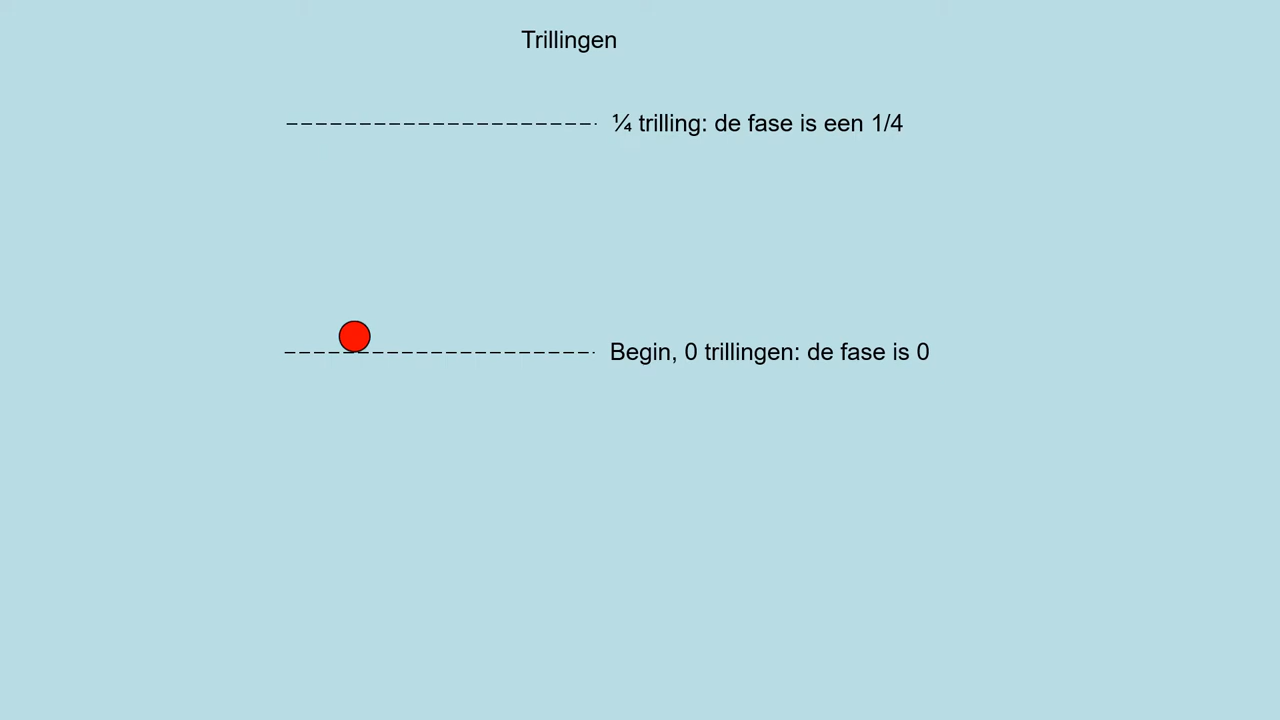 Trillingen
¼ trilling: de fase is een 1/4
Begin, 0 trillingen: de fase is 0